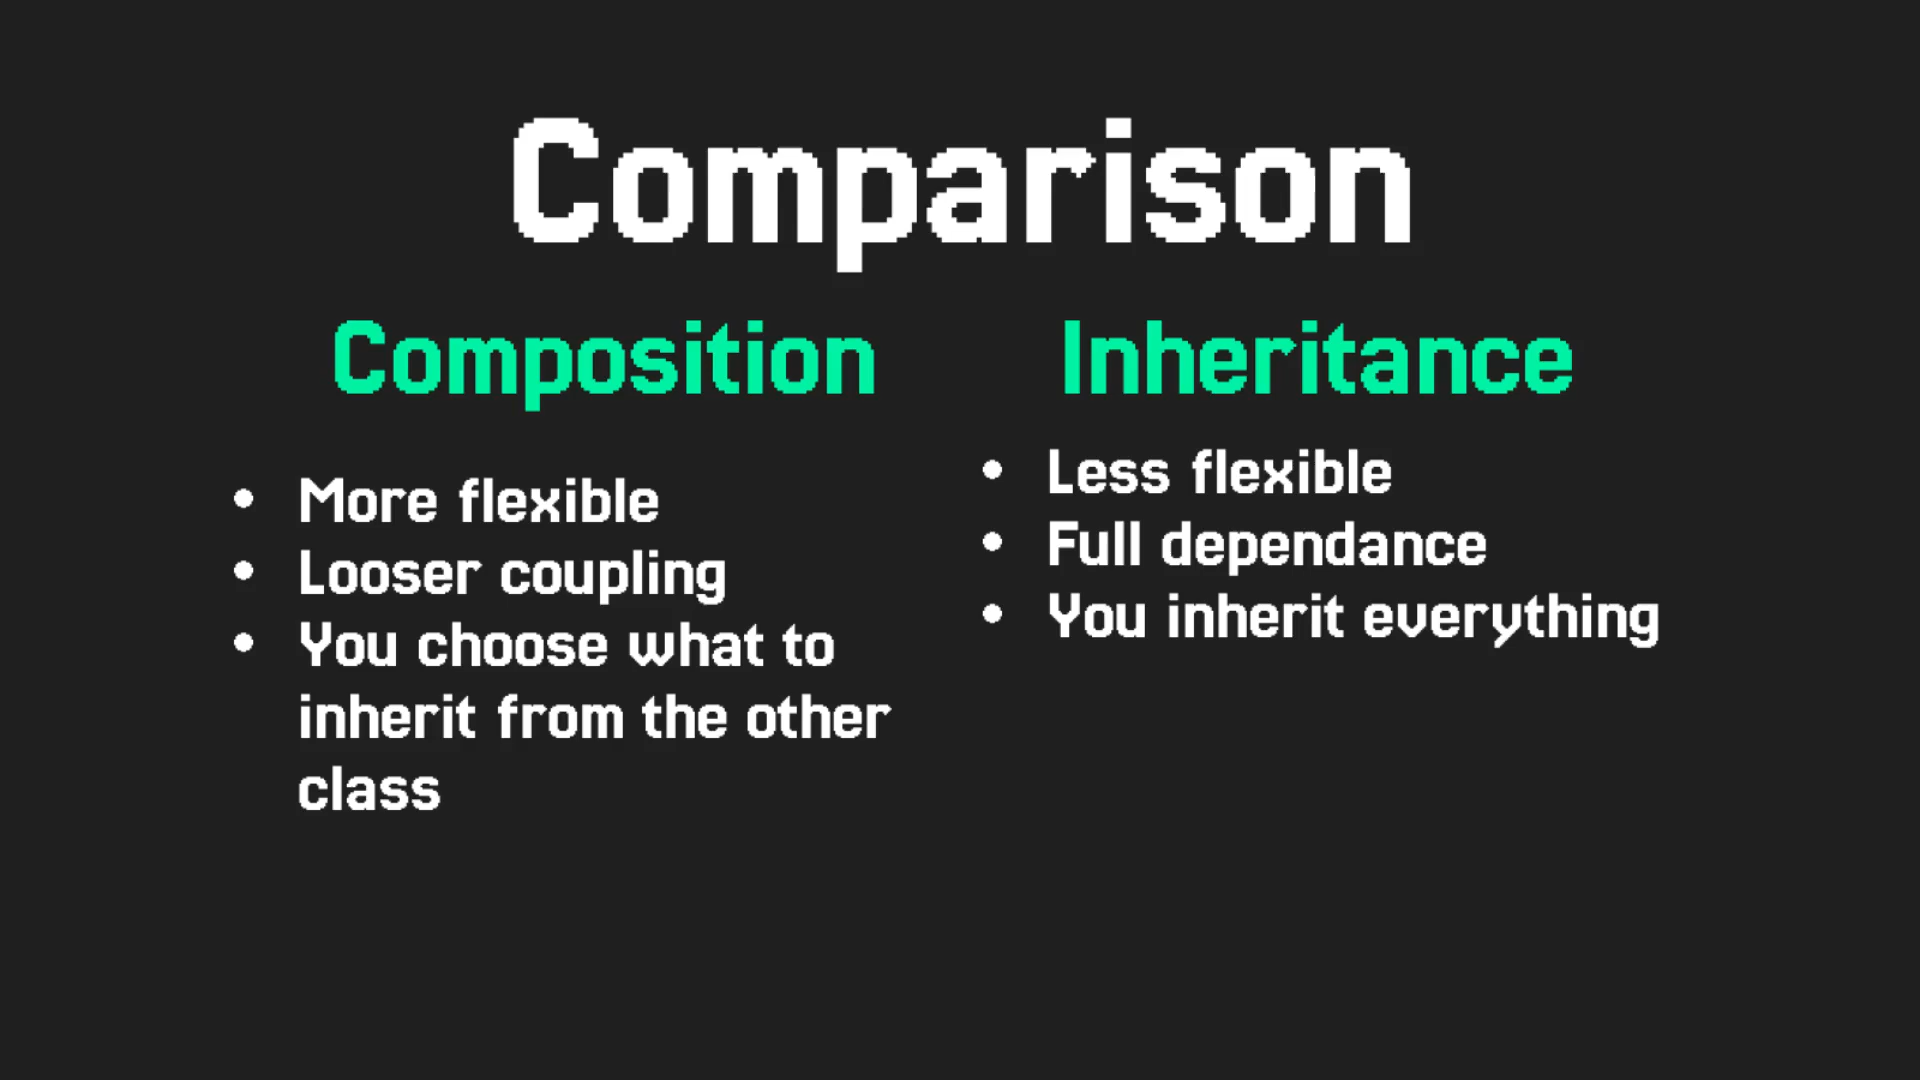 Comparison
Composition
• More flexible
• Looser coupling
• You choose what to
inherit from the other
class
Inheritance
• Less flexible
• Full dependance
• You inherit everything